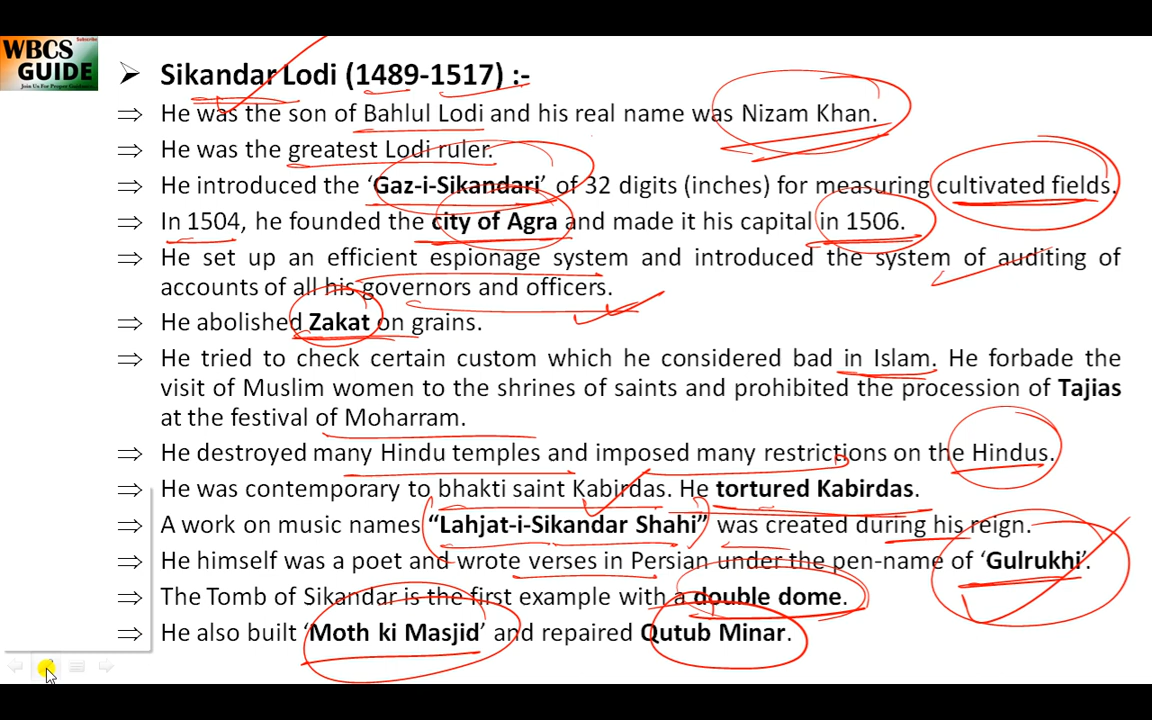 WBCS
GUIDE
Sikandar Lodi (1489-1517) :-
He was the son of Bahlul Lodi and his real name was Nizam Khan.
He was the greatest Lodi ruler.
He introduced the ‘Gaz-i-Sikandari’ of 32 digits (inches) for measuring cultivated fields.
In 1504, he founded the city of Agra and made it his capital in 1506.
He set up an efficient espionage system and introduced the system of auditing of
accounts of all his governors and officers.
He abolished Zakat on grains.
He tried to check certain custom which he considered bad in Islam. He forbade the
visit of Muslim women to the shrines of saints and prohibited the procession of Tajias
at the festival of Moharram.
He destroyed many Hindu temples and imposed many restrictions on the Hindus.
He was contemporary to bhakti saint Kabirdas. He tortured Kabirdas.
A work on music names “Lahjat-i-Sikandar Shahi” was created during his reign.
He himself was a poet and wrote verses in Persian under the pen-name of ‘Gulrukhi’.
The Tomb of Sikandar is the first example with a double dome.
He also built ‘Moth ki Masjid’ and repaired Qutub Minar.